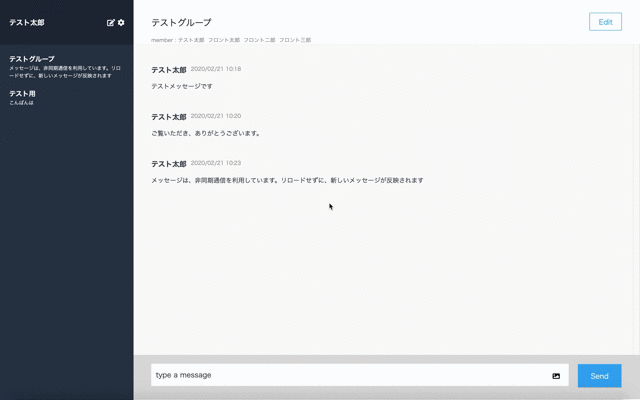 テスト太郎
テストグループ
メッセージは、非同期通信を利用しています。リロ
ードせずに、新しいメッセージが反映されます
テスト用
こんばんは
テストグループ
Edit
member : テスト太郎 フロント太郎 フロント二郎 フロント三郎
テスト太郎 2020/02/21 10:18
テストメッセージです
テスト太郎 2020/02/21 10:20
ご覧いただき、ありがとうございます。
テスト太郎 2020/02/21 10:23
メッセージは、非同期通信を利用しています。リロードせずに、新しいメッセージが反映されます
type a message
Send